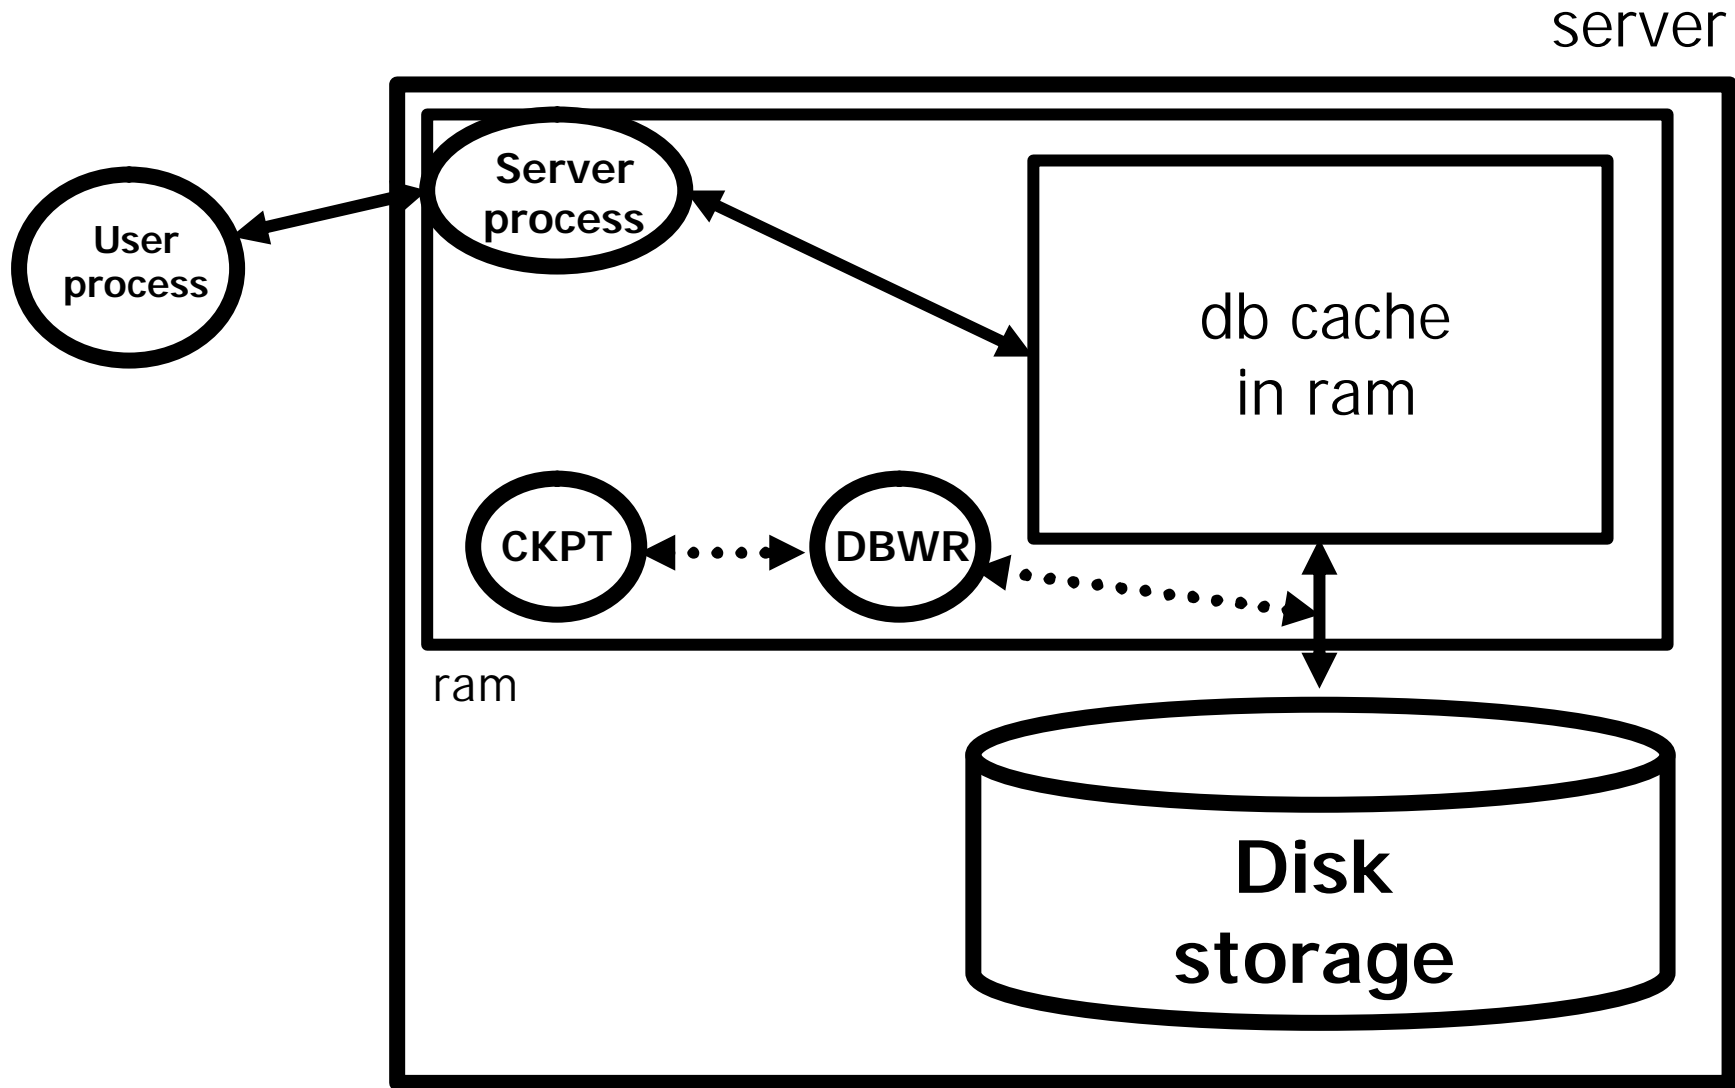 server
Server
process
User
process
db cache
in ram
CKPT
DBWR
ram
Disk
storage